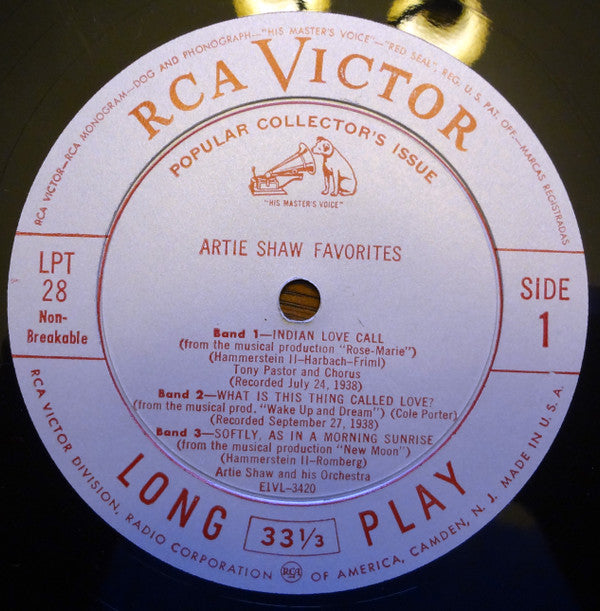 RCA VICTOR—RCA MONOGRAM—DOG AND PHONOGRAPH—"HIS MASTER'S VOICE"—"RED SEAL", REG. U.S. PAT. OFF.—MARCAS REGISTRADAS
RCA VICTOR
POPULAR COLLECTOR'S ISSUE
"HIS MASTER'S VOICE"
ARTIE SHAW FAVORITES
LPT
28
Non-
Breakable
SIDE
1
Band 1—INDIAN LOVE CALL
(from the musical production "Rose-Marie")
(Hammerstein II—Harbach—Friml)
Tony Pastor and Chorus
(Recorded July 24, 1938)
Band 2—WHAT IS THIS THING CALLED LOVE?
(from the musical prod. "Wake Up and Dream") (Cole Porter)
(Recorded September 27, 1938)
Band 3—SOFTLY, AS IN A MORNING SUNRISE
(from the musical production "New Moon")
(Hammerstein II—Romberg)
Artie Shaw and his Orchestra
E1VL-3420
LONG 33 1/3 PLAY
RCA VICTOR DIVISION, RADIO CORPORATION RCA OF AMERICA, CAMDEN, N. J. MADE IN U.S.A.